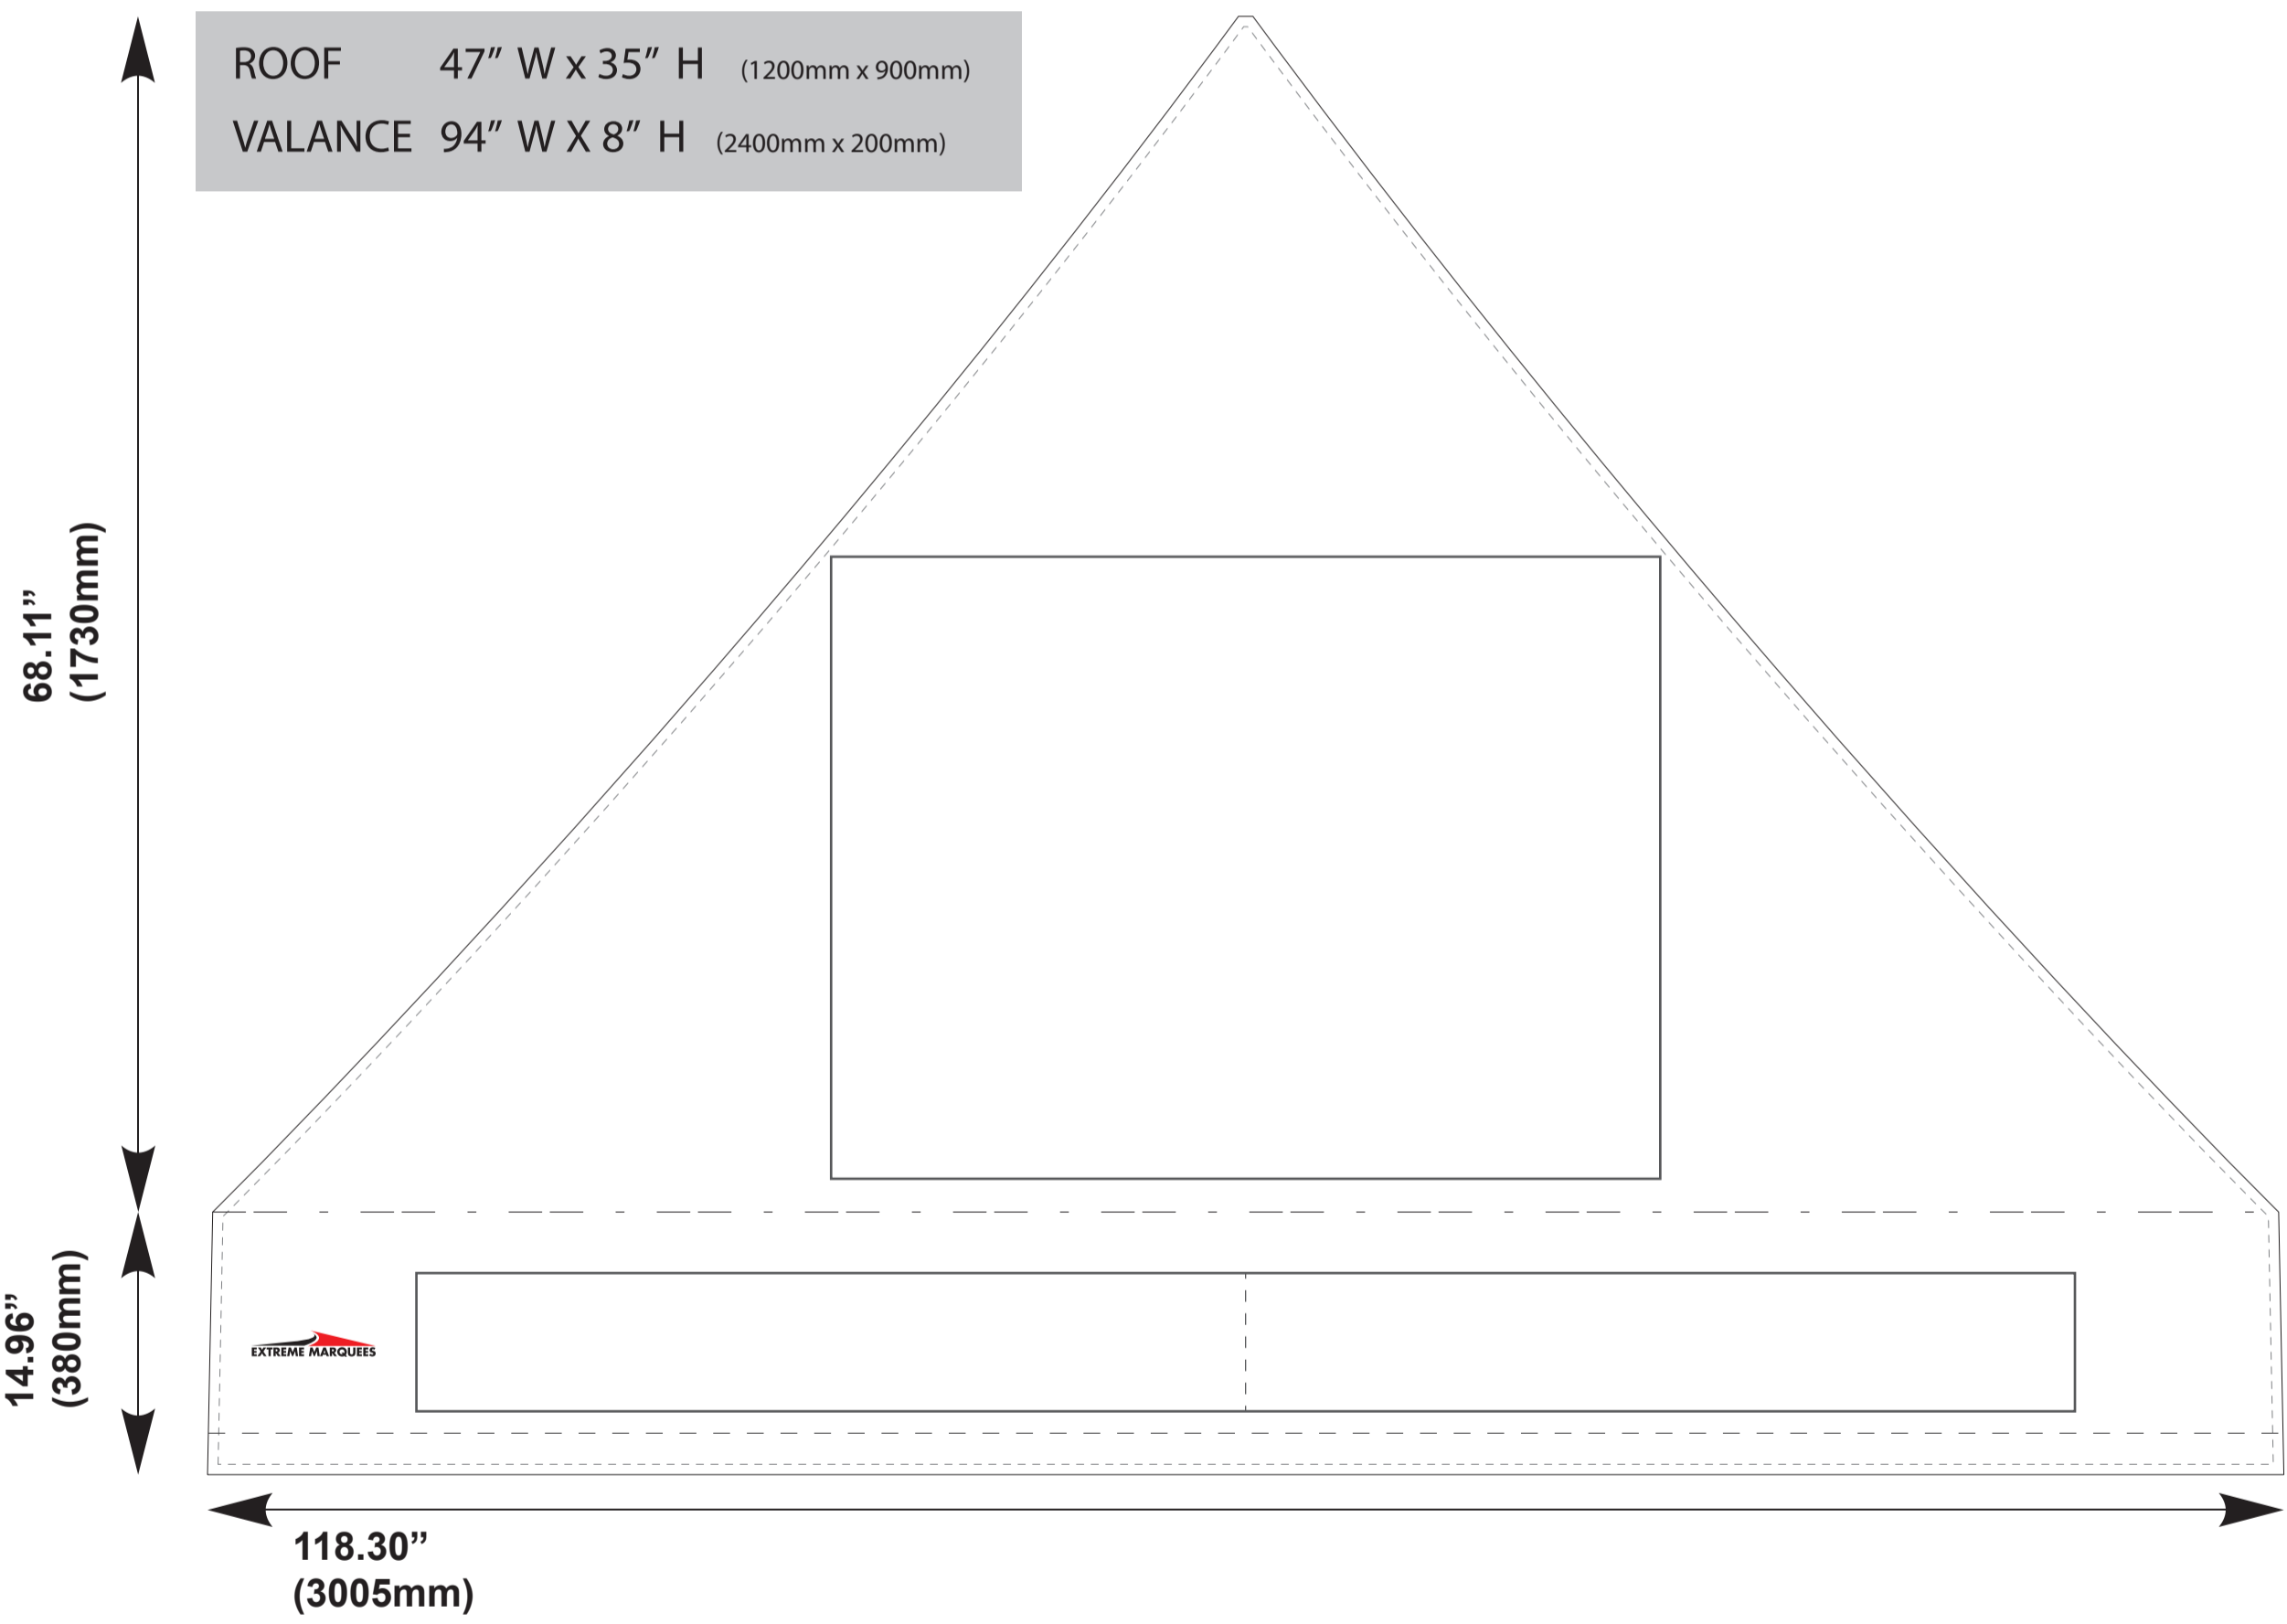 ROOF 47” W x 35” H (1200mm x 900mm)
VALANCE 94” W X 8” H (2400mm x 200mm)
68.11”
(1730mm)
14.96”
(380mm)
EXTREME MARQUEES
118.30”
(3005mm)